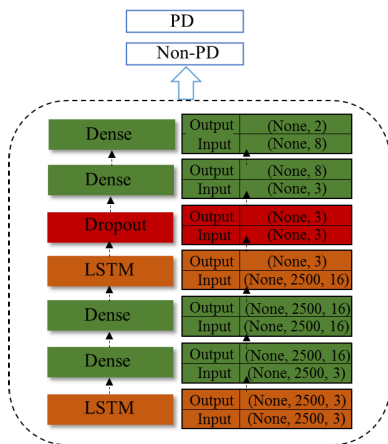 PD
Non-PD
Dense
Output (None, 2)
Input (None, 8)
Dense
Output (None, 8)
Input (None, 3)
Dropout
Output (None, 3)
Input (None, 3)
LSTM
Output (None, 3)
Input (None, 2500, 16)
Dense
Output (None, 2500, 16)
Input (None, 2500, 16)
Dense
Output (None, 2500, 16)
Input (None, 2500, 3)
LSTM
Output (None, 2500, 3)
Input (None, 2500, 3)